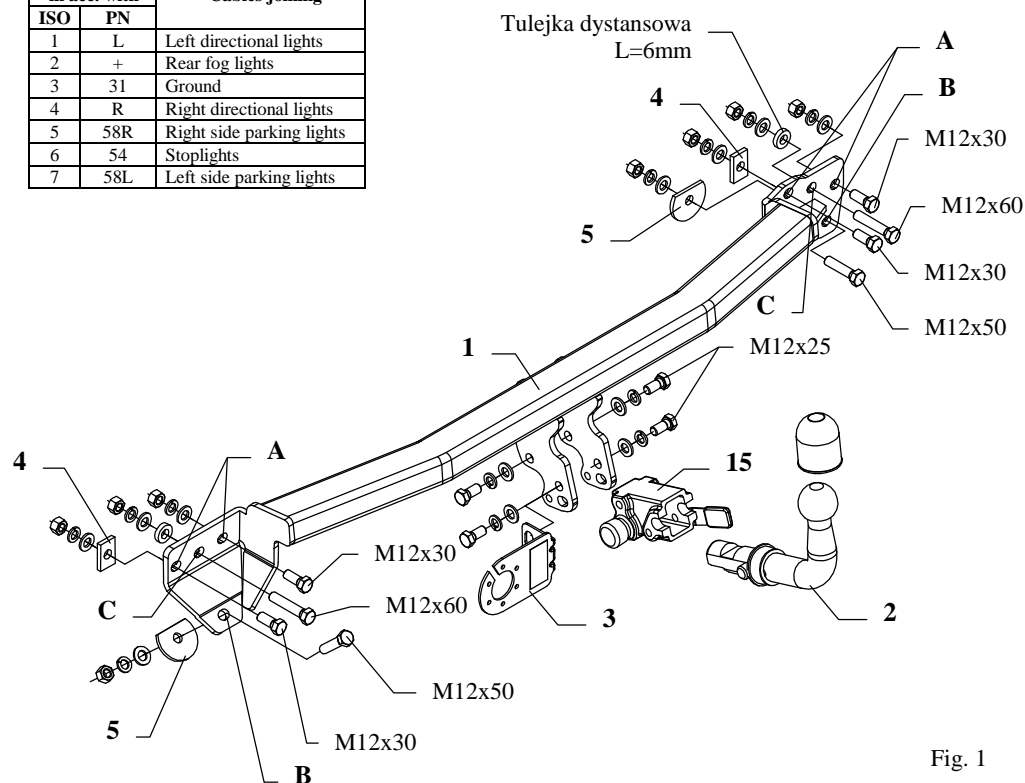 ISO PN
1 L Left directional lights
2 + Rear fog lights
3 31 Ground
4 R Right directional lights
5 58R Right side parking lights
6 54 Stoplights
7 58L Left side parking lights
Tulejka dystansowa
L=6mm
A
B
4
M12x30
M12x60
5
M12x30
C
M12x50
1
M12x25
4
A
15
M12x30
C
M12x60
3
2
M12x50
5
M12x30
B
Fig. 1